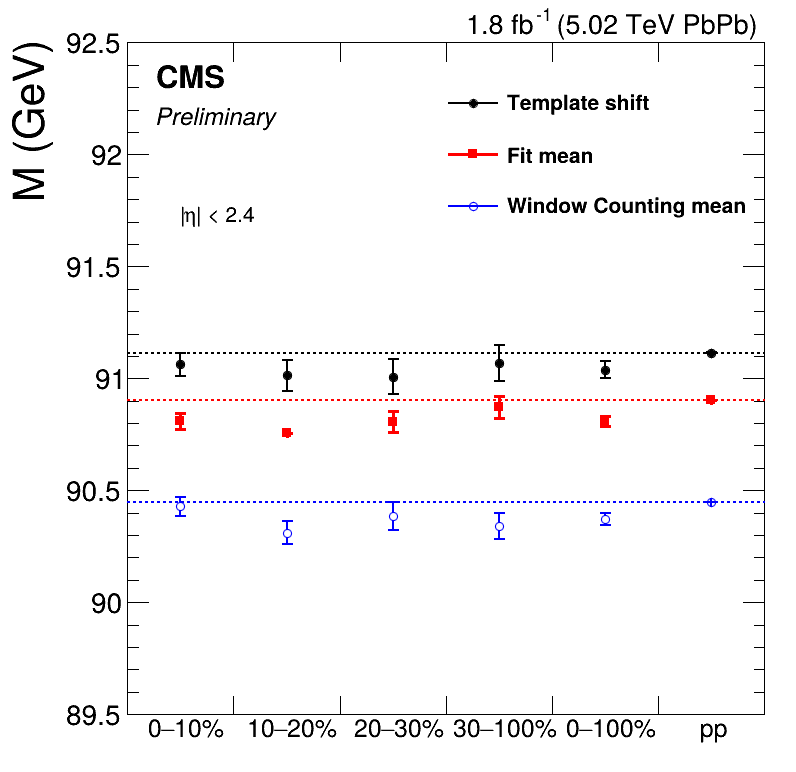 1.8 fb⁻¹ (5.02 TeV PbPb)
M (GeV)
CMS
Preliminary
|η| < 2.4
Template shift
Fit mean
Window Counting mean
92.5
92
91.5
91
90.5
90
89.5
0–10% 10–20% 20–30% 30–100% 0–100% pp